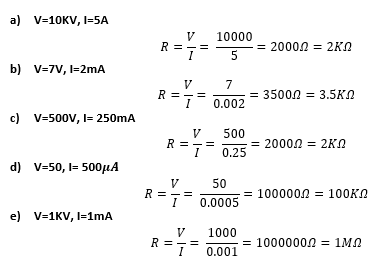 a) V=10KV, I=5A
R = V/I = 10000/5 = 2000Ω = 2KΩ
b) V=7V, I=2mA
R = V/I = 7/0.002 = 3500Ω = 3.5KΩ
c) V=500V, I= 250mA
R = V/I = 500/0.25 = 2000Ω = 2KΩ
d) V=50, I= 500μA
R = V/I = 50/0.0005 = 100000Ω = 100KΩ
e) V=1KV, I=1mA
R = V/I = 1000/0.001 = 1000000Ω = 1MΩ